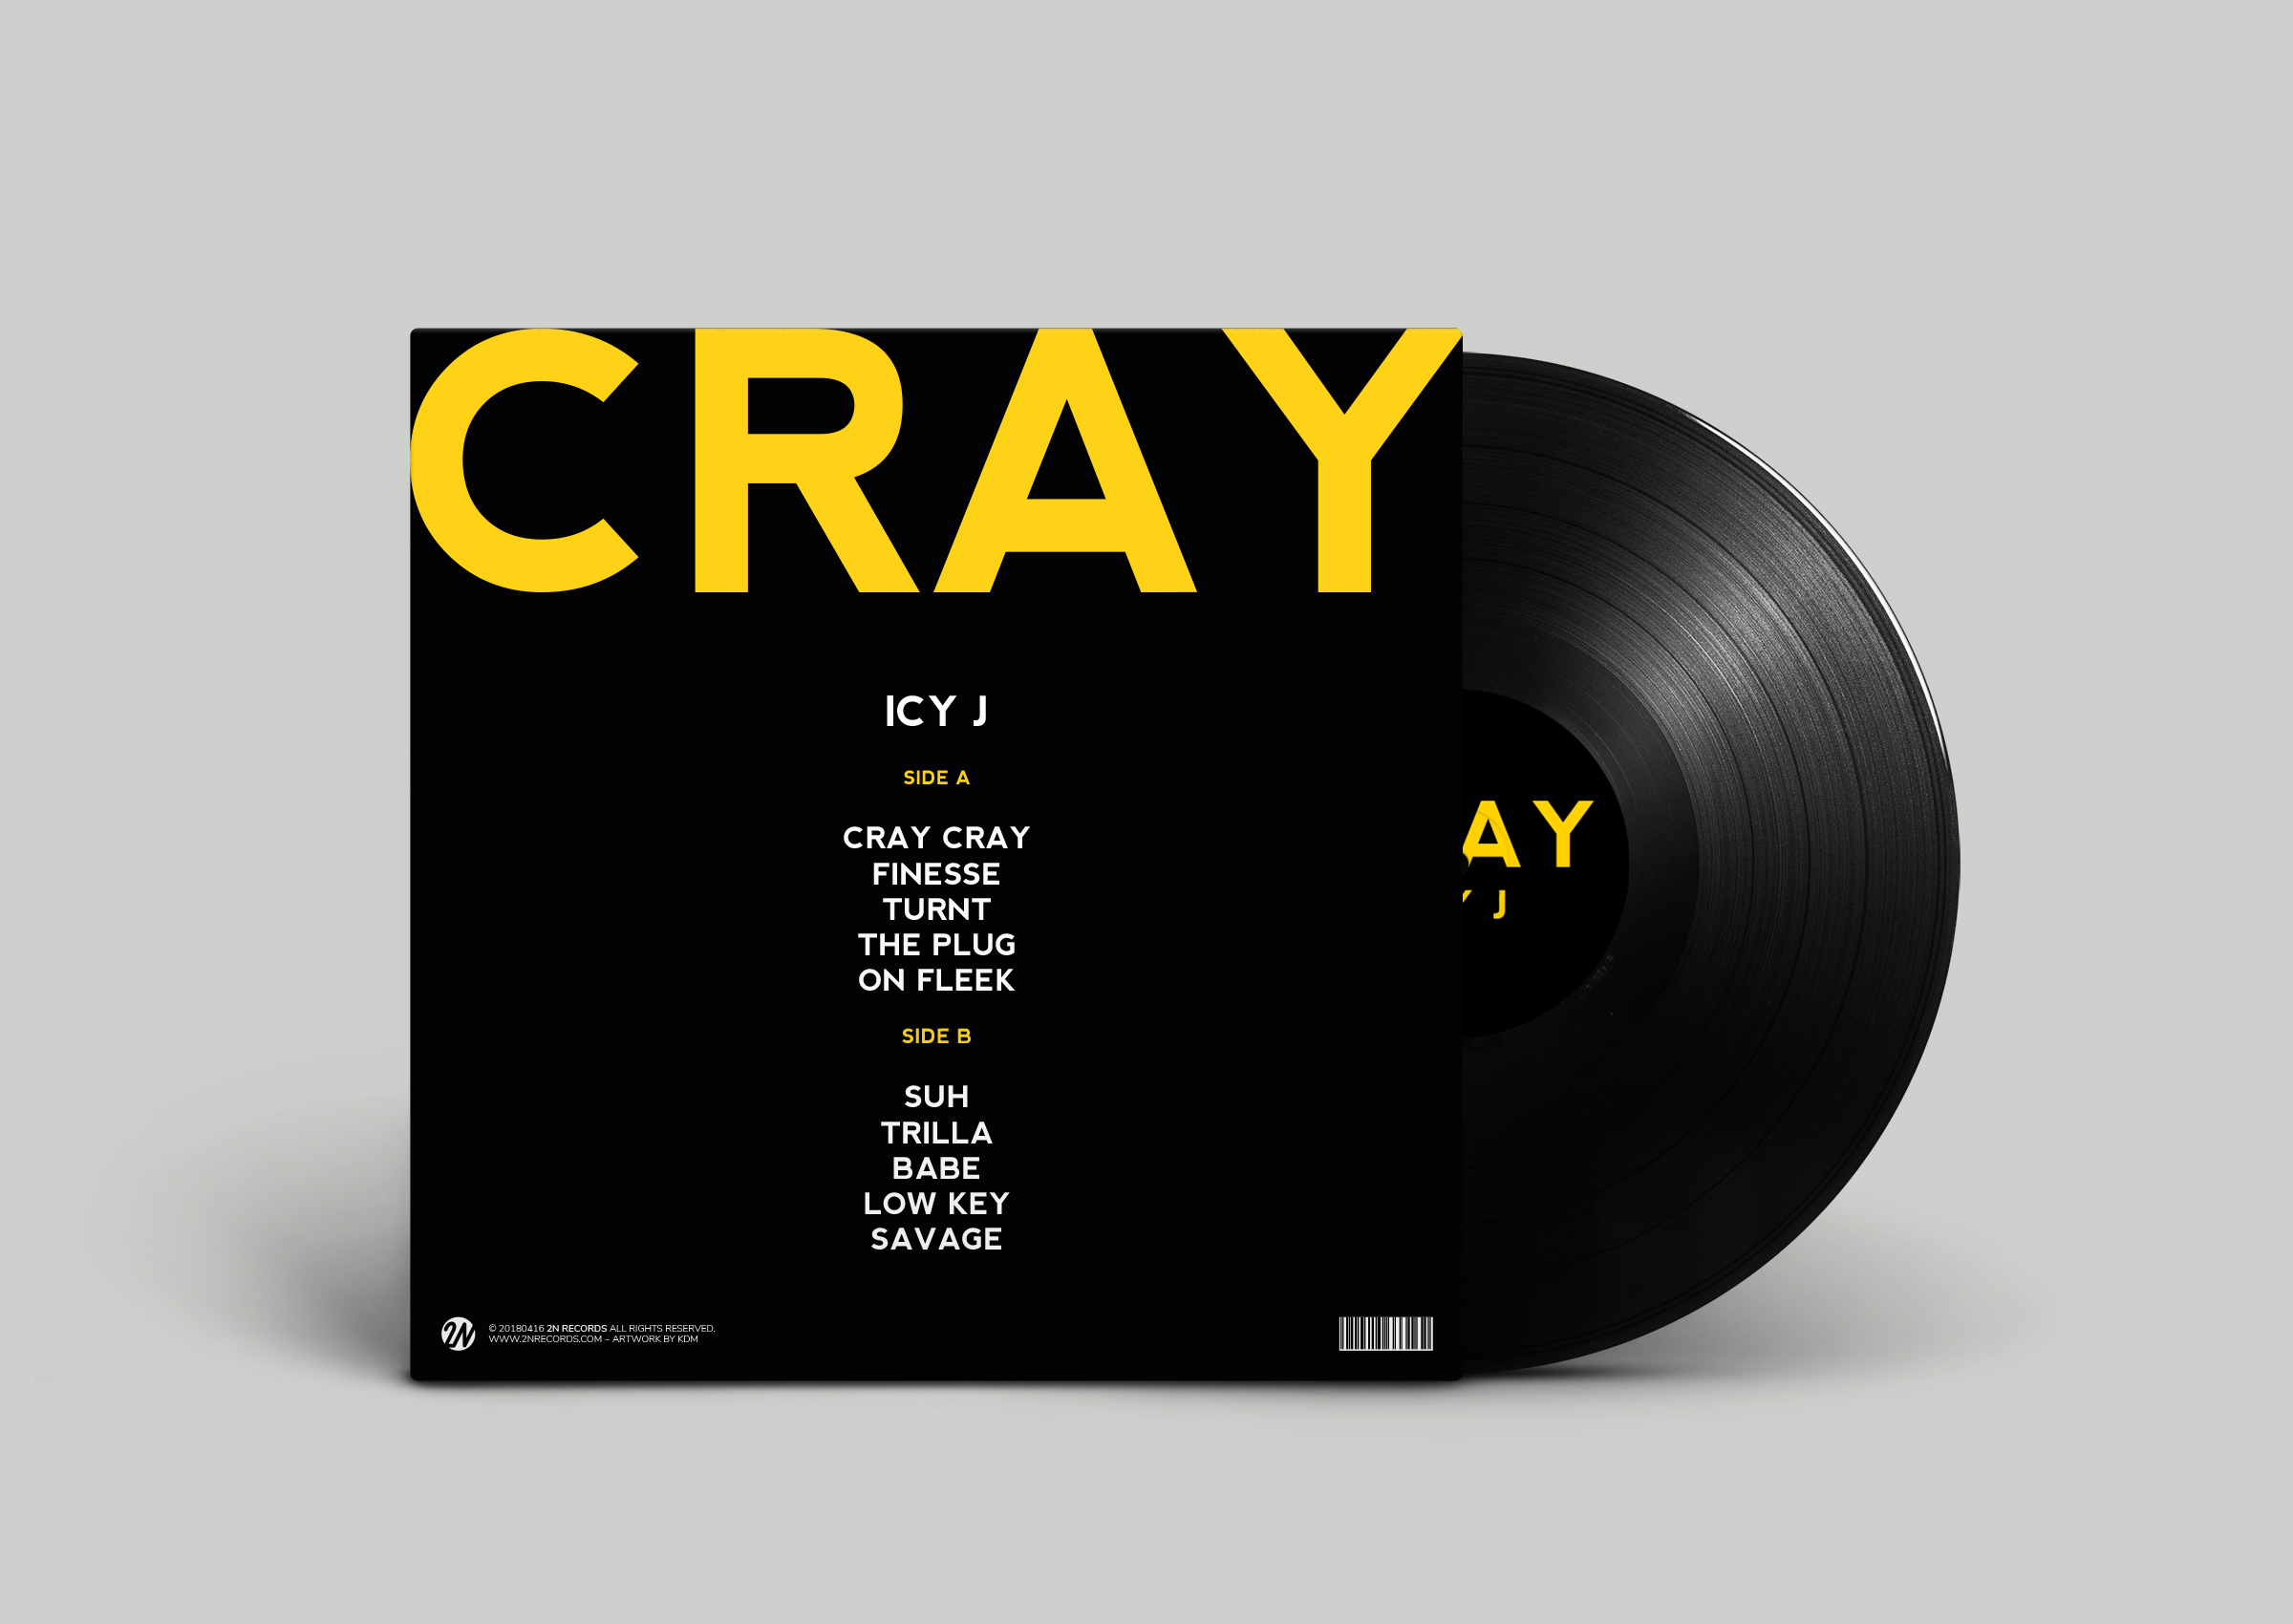 CRAY
ICY J
SIDE A
CRAY CRAY
FINESSE
TURNT
THE PLUG
ON FLEEK
SIDE B
SUH
TRILLA
BABE
LOW KEY
SAVAGE
2N
© 20180416 2N RECORDS ALL RIGHTS RESERVED.
WWW.2NRECORDS.COM – ARTWORK BY KDM
AY
Y J